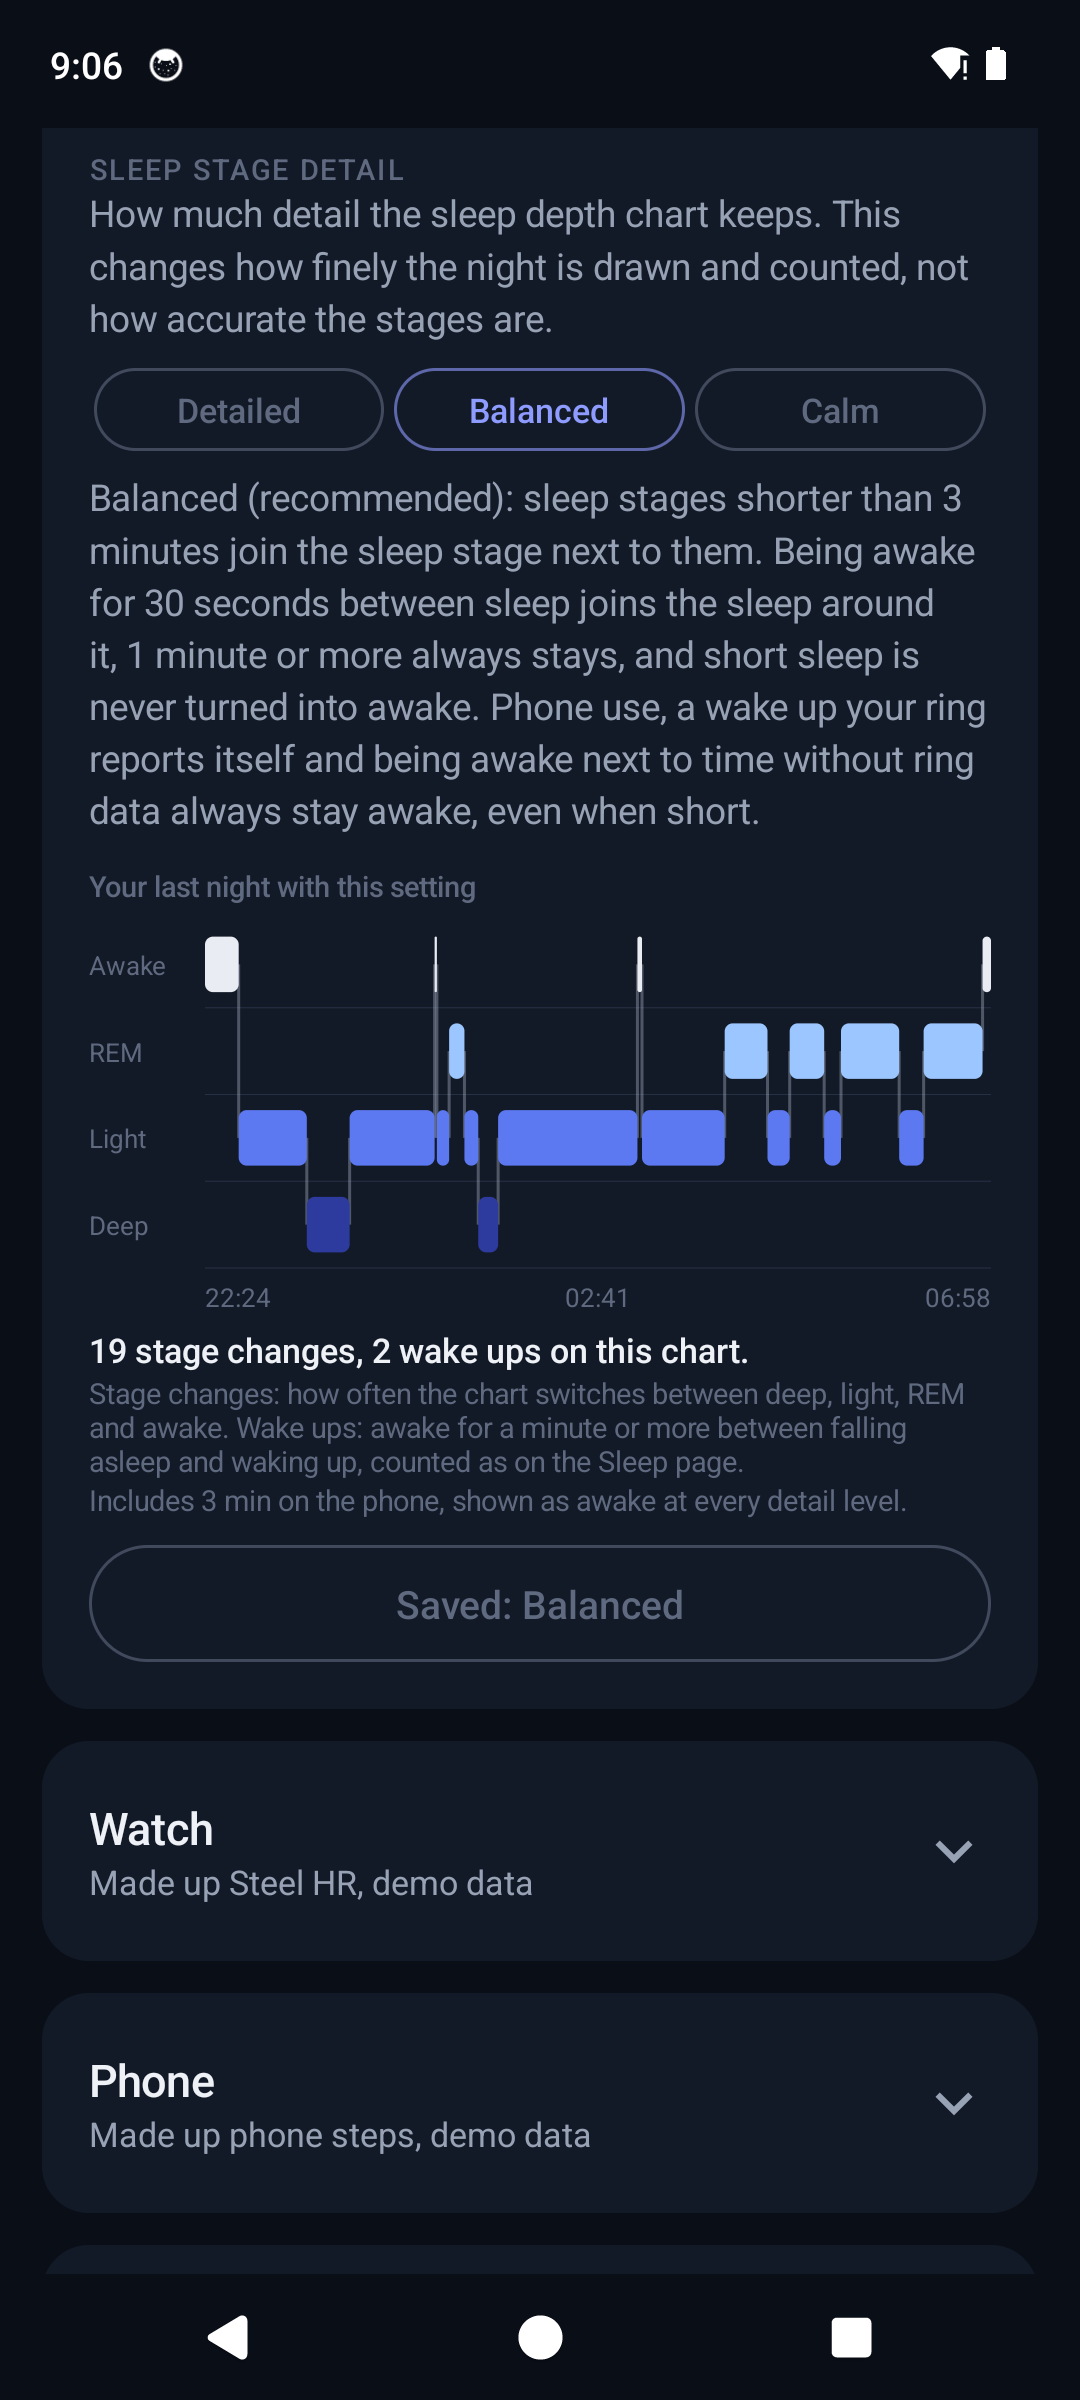 9:06
SLEEP STAGE DETAIL
How much detail the sleep depth chart keeps. This
changes how finely the night is drawn and counted, not
how accurate the stages are.
Detailed
Balanced
Calm
Balanced (recommended): sleep stages shorter than 3
minutes join the sleep stage next to them. Being awake
for 30 seconds between sleep joins the sleep around
it, 1 minute or more always stays, and short sleep is
never turned into awake. Phone use, a wake up your ring
reports itself and being awake next to time without ring
data always stay awake, even when short.
Your last night with this setting
Awake
REM
Light
Deep
22:24
02:41
06:58
19 stage changes, 2 wake ups on this chart.
Stage changes: how often the chart switches between deep, light, REM
and awake. Wake ups: awake for a minute or more between falling
asleep and waking up, counted as on the Sleep page.
Includes 3 min on the phone, shown as awake at every detail level.
Saved: Balanced
Watch
Made up Steel HR, demo data
Phone
Made up phone steps, demo data